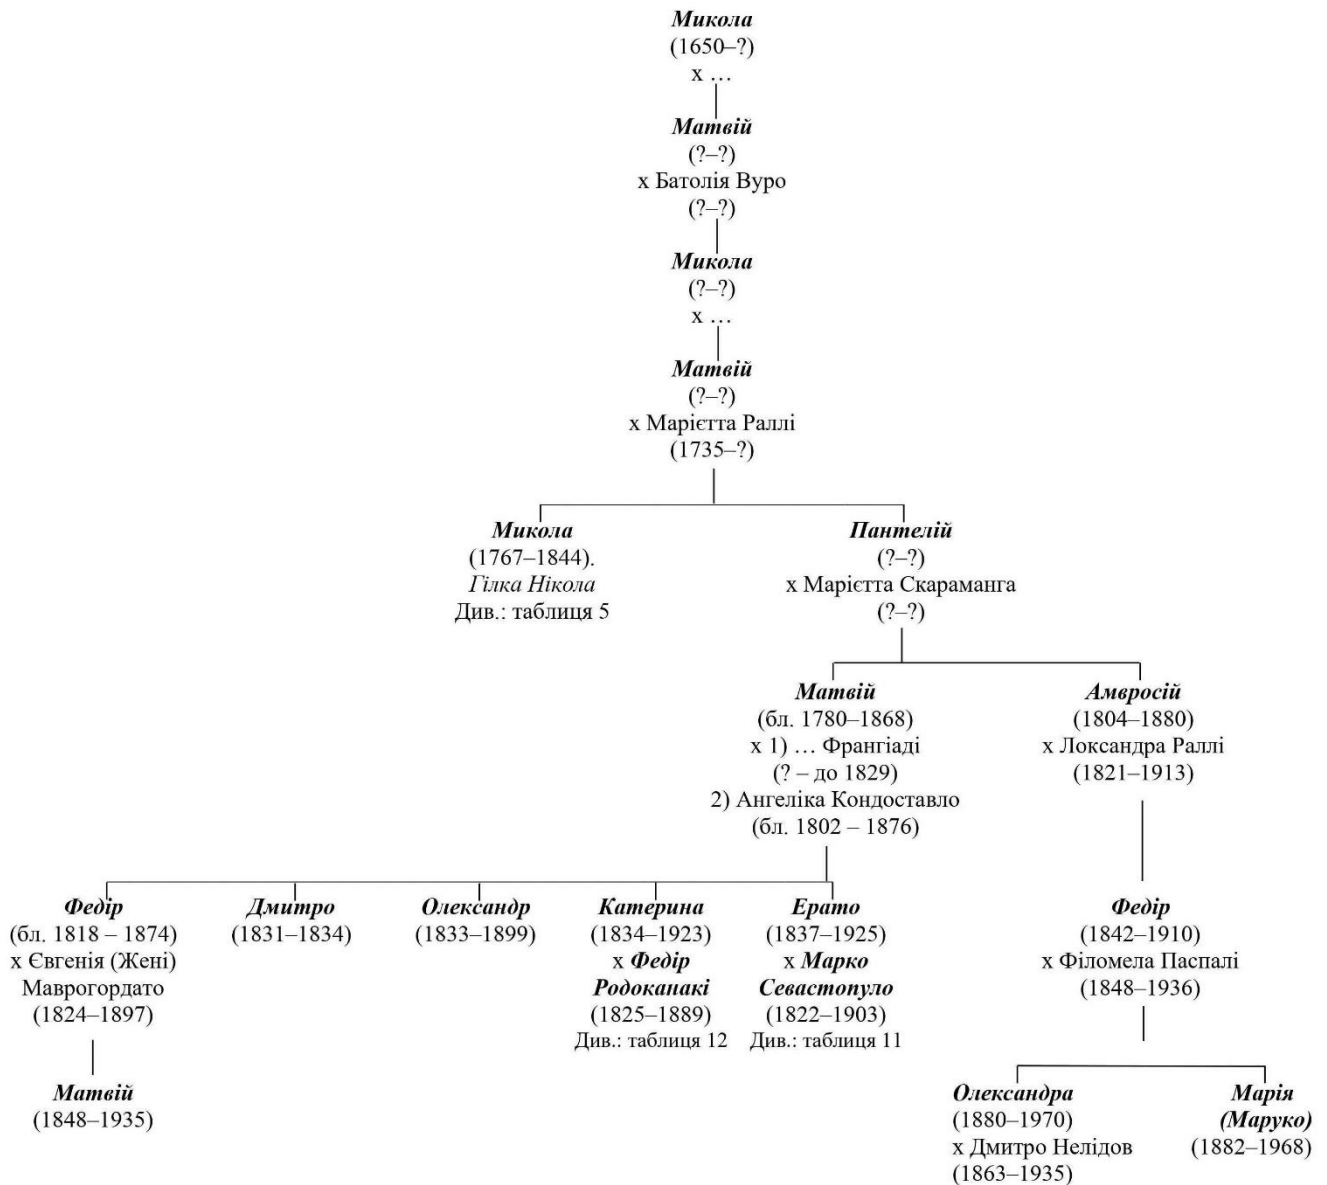 Микола
(1650–?)
х …
Матвій
(?–?)
х Батолія Вуро
(?–?)
Микола
(?–?)
х …
Матвій
(?–?)
х Марієтта Раллі
(1735–?)
Микола
(1767–1844).
Гілка Нікола
Див.: таблиця 5
Пантелій
(?–?)
х Марієтта Скараманга
(?–?)
Матвій
(бл. 1780–1868)
х 1) … Франгіаді
(? – до 1829)
2) Ангеліка Кондоставло
(бл. 1802 – 1876)
Амвросій
(1804–1880)
х Локсандра Раллі
(1821–1913)
Федір
(бл. 1818 – 1874)
х Євгенія (Жені)
Маврогордато
(1824–1897)
Дмитро
(1831–1834)
Олександр
(1833–1899)
Катерина
(1834–1923)
х Федір
Родоканакі
(1825–1889)
Див.: таблиця 12
Ерато
(1837–1925)
х Марко
Севастопуло
(1822–1903)
Див.: таблиця 11
Федір
(1842–1910)
х Філомела Паспалі
(1848–1936)
Матвій
(1848–1935)
Олександра
(1880–1970)
х Дмитро Нелідов
(1863–1935)
Марія
(Маруко)
(1882–1968)